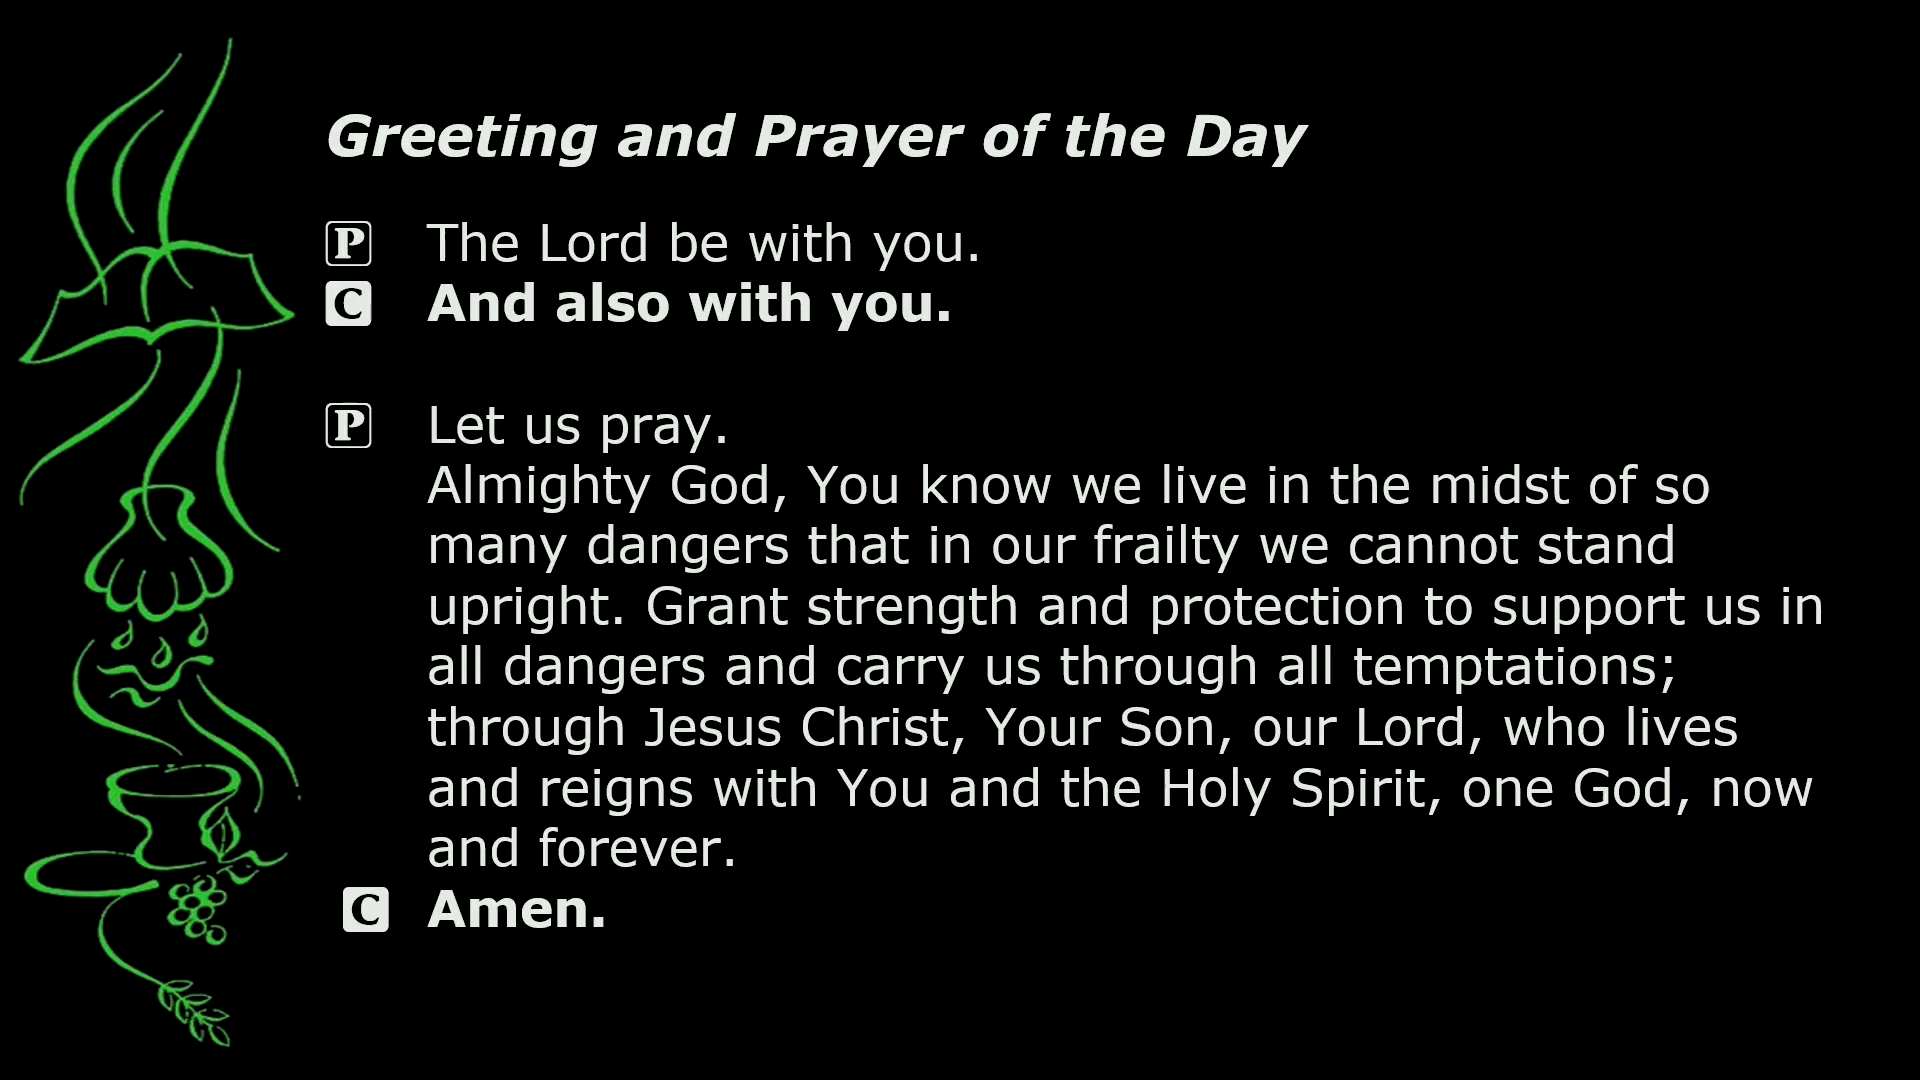 Greeting and Prayer of the Day
P The Lord be with you.
C And also with you.
P Let us pray.
Almighty God, You know we live in the midst of so
many dangers that in our frailty we cannot stand
upright. Grant strength and protection to support us in
all dangers and carry us through all temptations;
through Jesus Christ, Your Son, our Lord, who lives
and reigns with You and the Holy Spirit, one God, now
and forever.
C Amen.